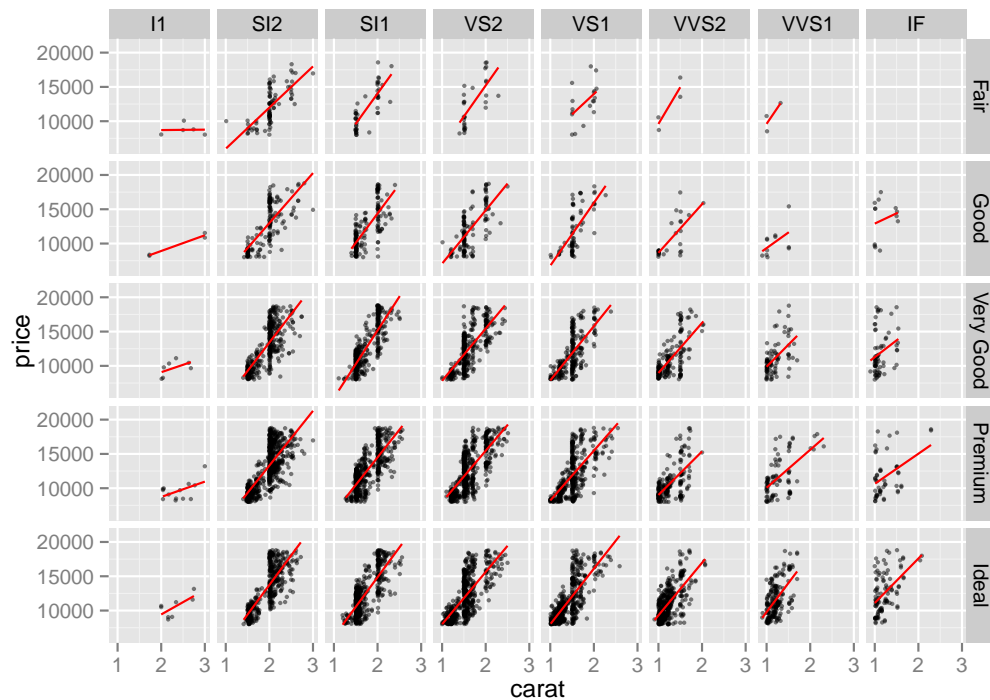 I1 SI2 SI1 VS2 VS1 VVS2 VVS1 IF
20000
15000
10000
Fair
20000
15000
10000
Good
20000
15000
10000
Very Good
20000
15000
10000
Premium
20000
15000
10000
Ideal
price
1 2 3 1 2 3 1 2 3 1 2 3 1 2 3 1 2 3 1 2 3 1 2 3
carat